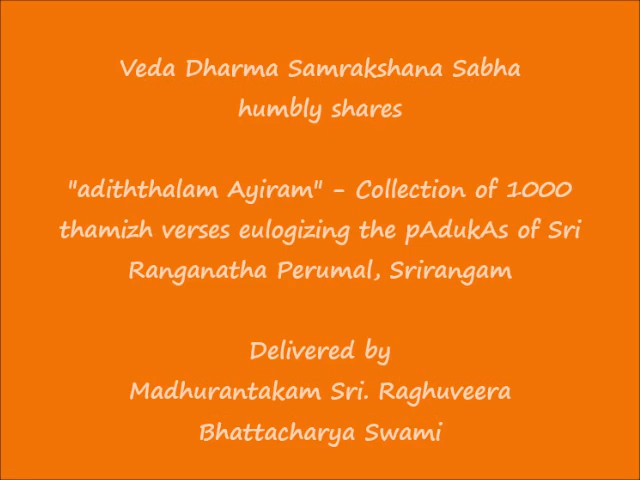 Veda Dharma Samrakshana Sabha
humbly shares
"adiththalam Ayiram" - Collection of 1000
thamizh verses eulogizing the pAdukAs of Sri
Ranganatha Perumal, Srirangam
Delivered by
Madhurantakam Sri. Raghuveera
Bhattacharya Swami